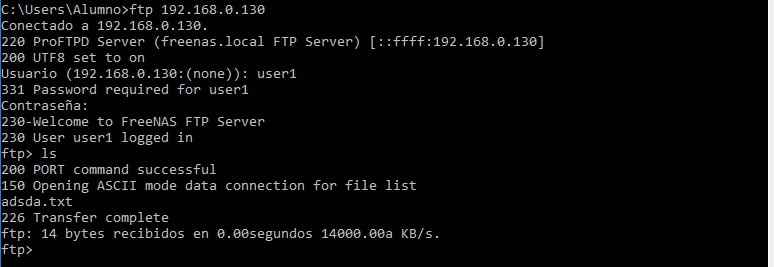 C:\Users\Alumno>ftp 192.168.0.130
Conectado a 192.168.0.130.
220 ProFTPD Server (freenas.local FTP Server) [::ffff:192.168.0.130]
200 UTF8 set to on
Usuario (192.168.0.130:(none)): user1
331 Password required for user1
Contraseña:
230-Welcome to FreeNAS FTP Server
230 User user1 logged in
ftp> ls
200 PORT command successful
150 Opening ASCII mode data connection for file list
adsda.txt
226 Transfer complete
ftp: 14 bytes recibidos en 0.00segundos 14000.00a KB/s.
ftp>